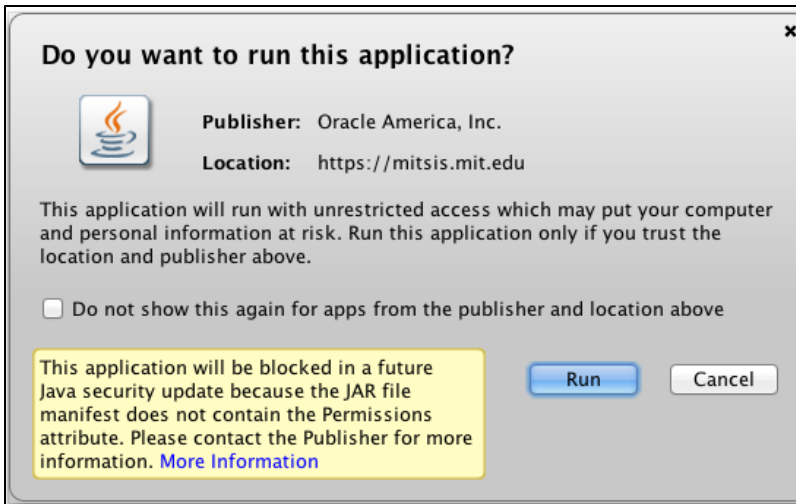 Do you want to run this application?
Publisher: Oracle America, Inc.
Location: https://mitsis.mit.edu
This application will run with unrestricted access which may put your computer
and personal information at risk. Run this application only if you trust the
location and publisher above.
Do not show this again for apps from the publisher and location above
This application will be blocked in a future
Java security update because the JAR file
manifest does not contain the Permissions
attribute. Please contact the Publisher for more
information. More Information
Run
Cancel